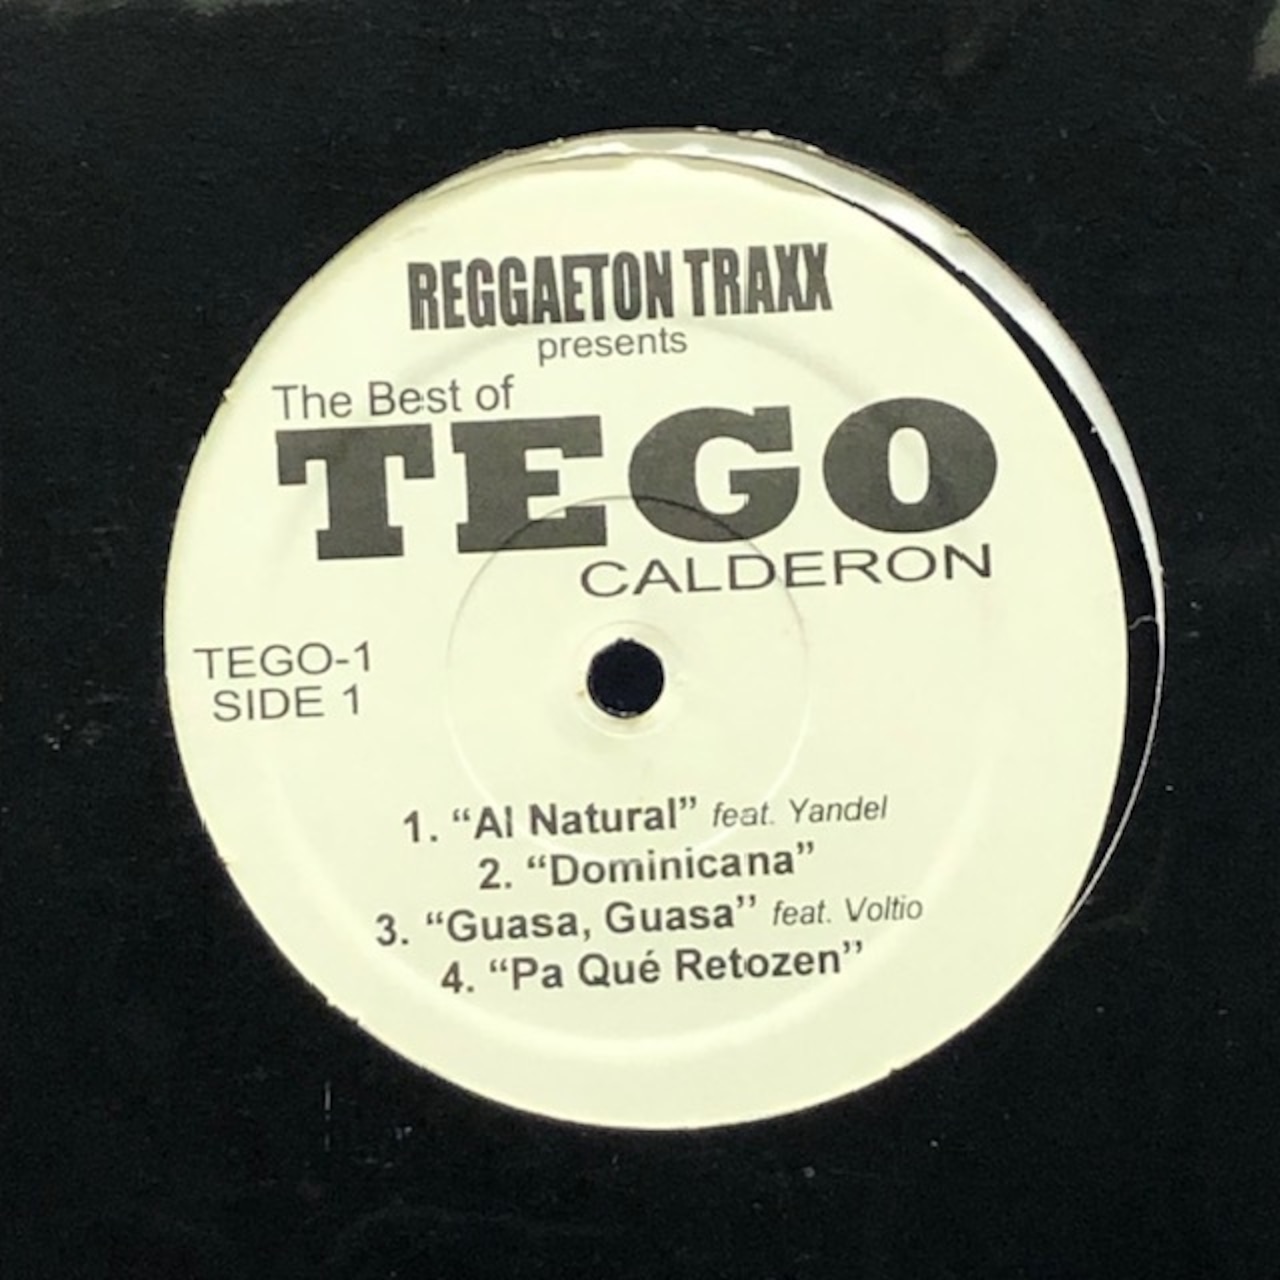 REGGAETON TRAXX
presents
The Best of
TEGO
CALDERON
TEGO-1
SIDE 1
1. “Al Natural” feat. Yandel
2. “Dominicana”
3. “Guasa, Guasa” feat. Voltio
4. “Pa Qué Retozen”